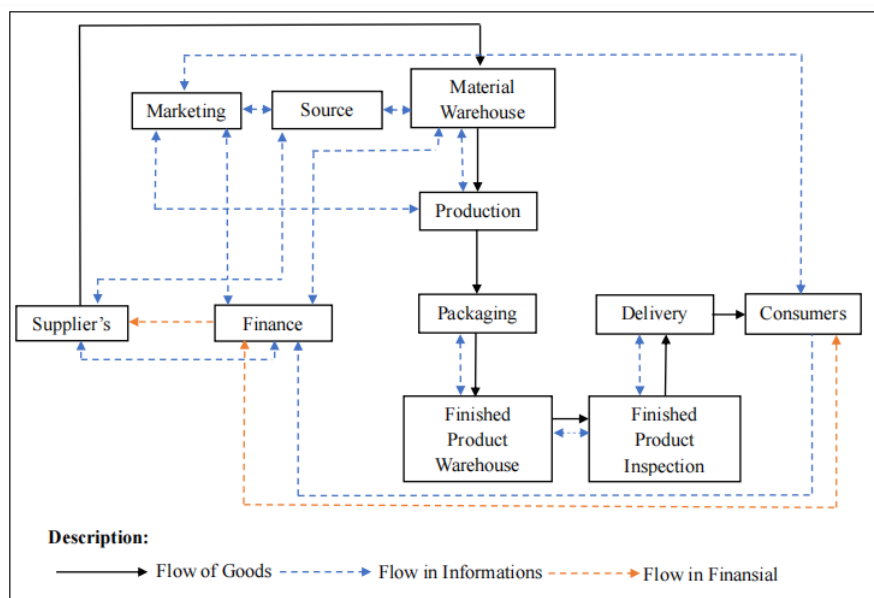 Material
Warehouse
Marketing
Source
Production
Supplier's
Finance
Packaging
Delivery
Consumers
Finished
Product
Warehouse
Finished
Product
Inspection
Description:
Flow of Goods
Flow in Informations
Flow in Finansial